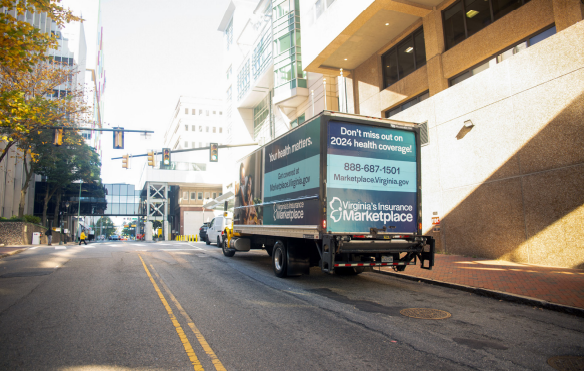 Your health matters.
Get covered at
Marketplace.Virginia.gov
Virginia's Insurance
Marketplace
Don't miss out on
2024 health coverage!
888-687-1501
Marketplace.Virginia.gov
Virginia's Insurance
Marketplace